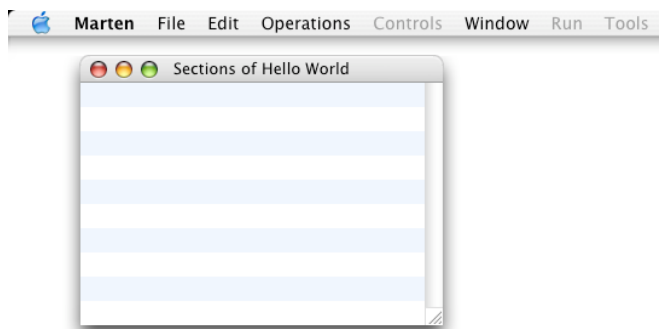 Marten File Edit Operations Controls Window Run Tools
Sections of Hello World